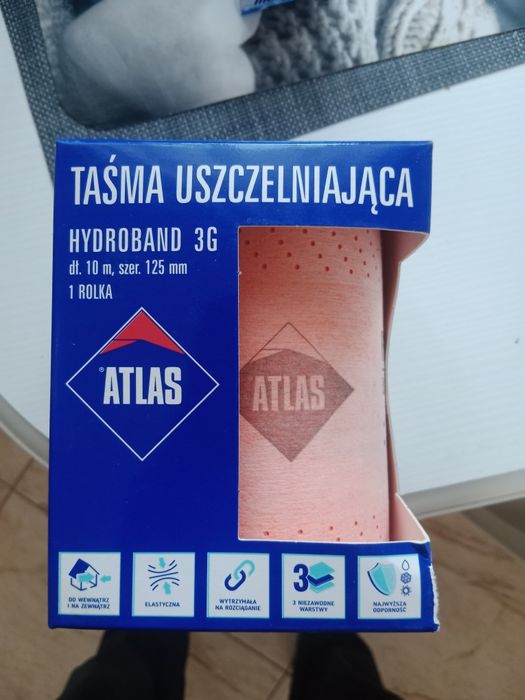 TAŚMA USZCZELNIAJĄCA
HYDROBAND 3G
dł. 10 m, szer. 125 mm
1 ROLKA
®ATLAS
ATLAS
DO WEWNĄTRZ
I NA ZEWNĄTRZ
ELASTYCZNA
WYTRZYMAŁA
NA ROZCIĄGANIE
3
3 NIEZAWODNE
WARSTWY
NAJWYŻSZA
ODPORNOŚĆ